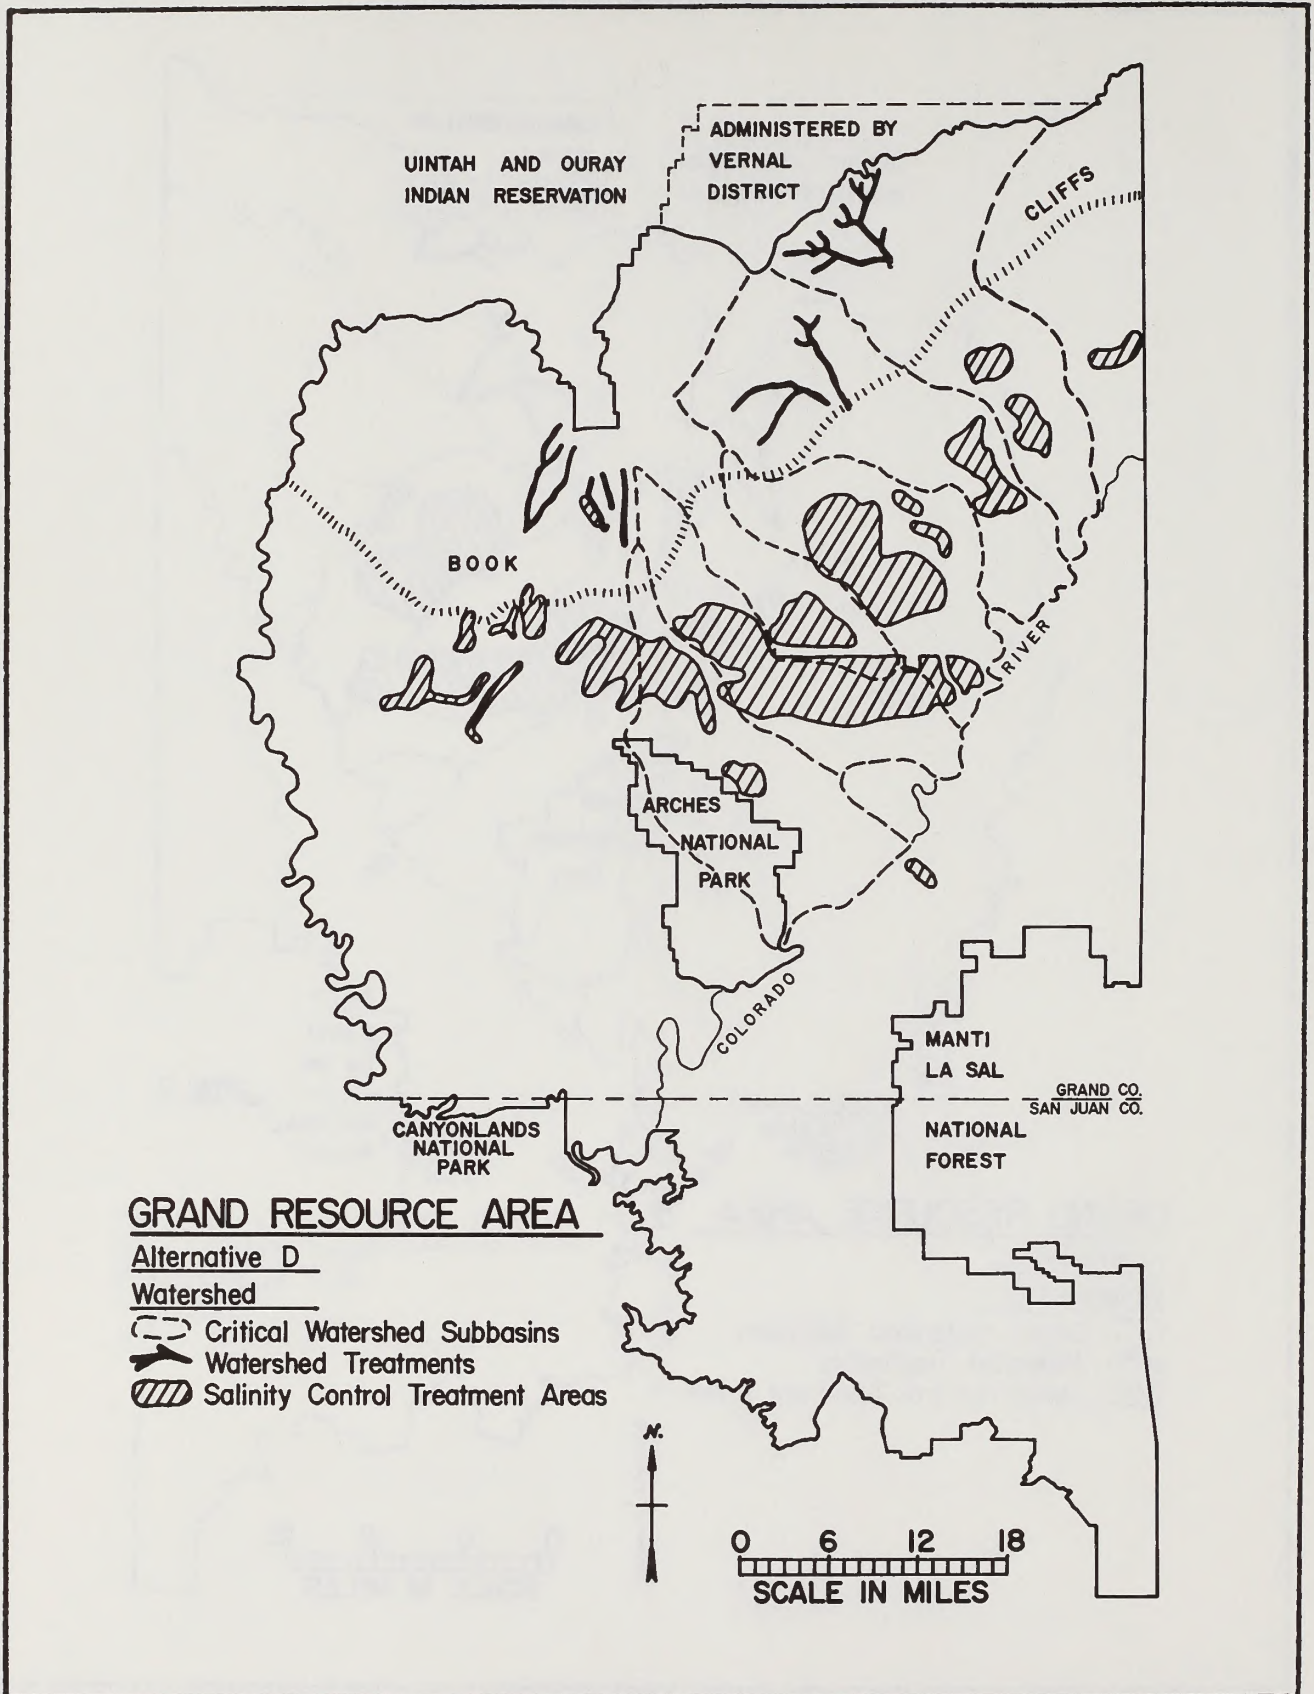 ADMINISTERED BY
VERNAL
DISTRICT
UINTAH AND OURAY
INDIAN RESERVATION
CLIFFS
BOOK
RIVER
ARCHES
NATIONAL
PARK
COLORADO
MANTI
LA SAL
GRAND CO.
SAN JUAN CO.
NATIONAL
FOREST
CANYONLANDS
NATIONAL
PARK
GRAND RESOURCE AREA
Alternative D
Watershed
Critical Watershed Subbasins
Watershed Treatments
Salinity Control Treatment Areas
N.
0 6 12 18
SCALE IN MILES